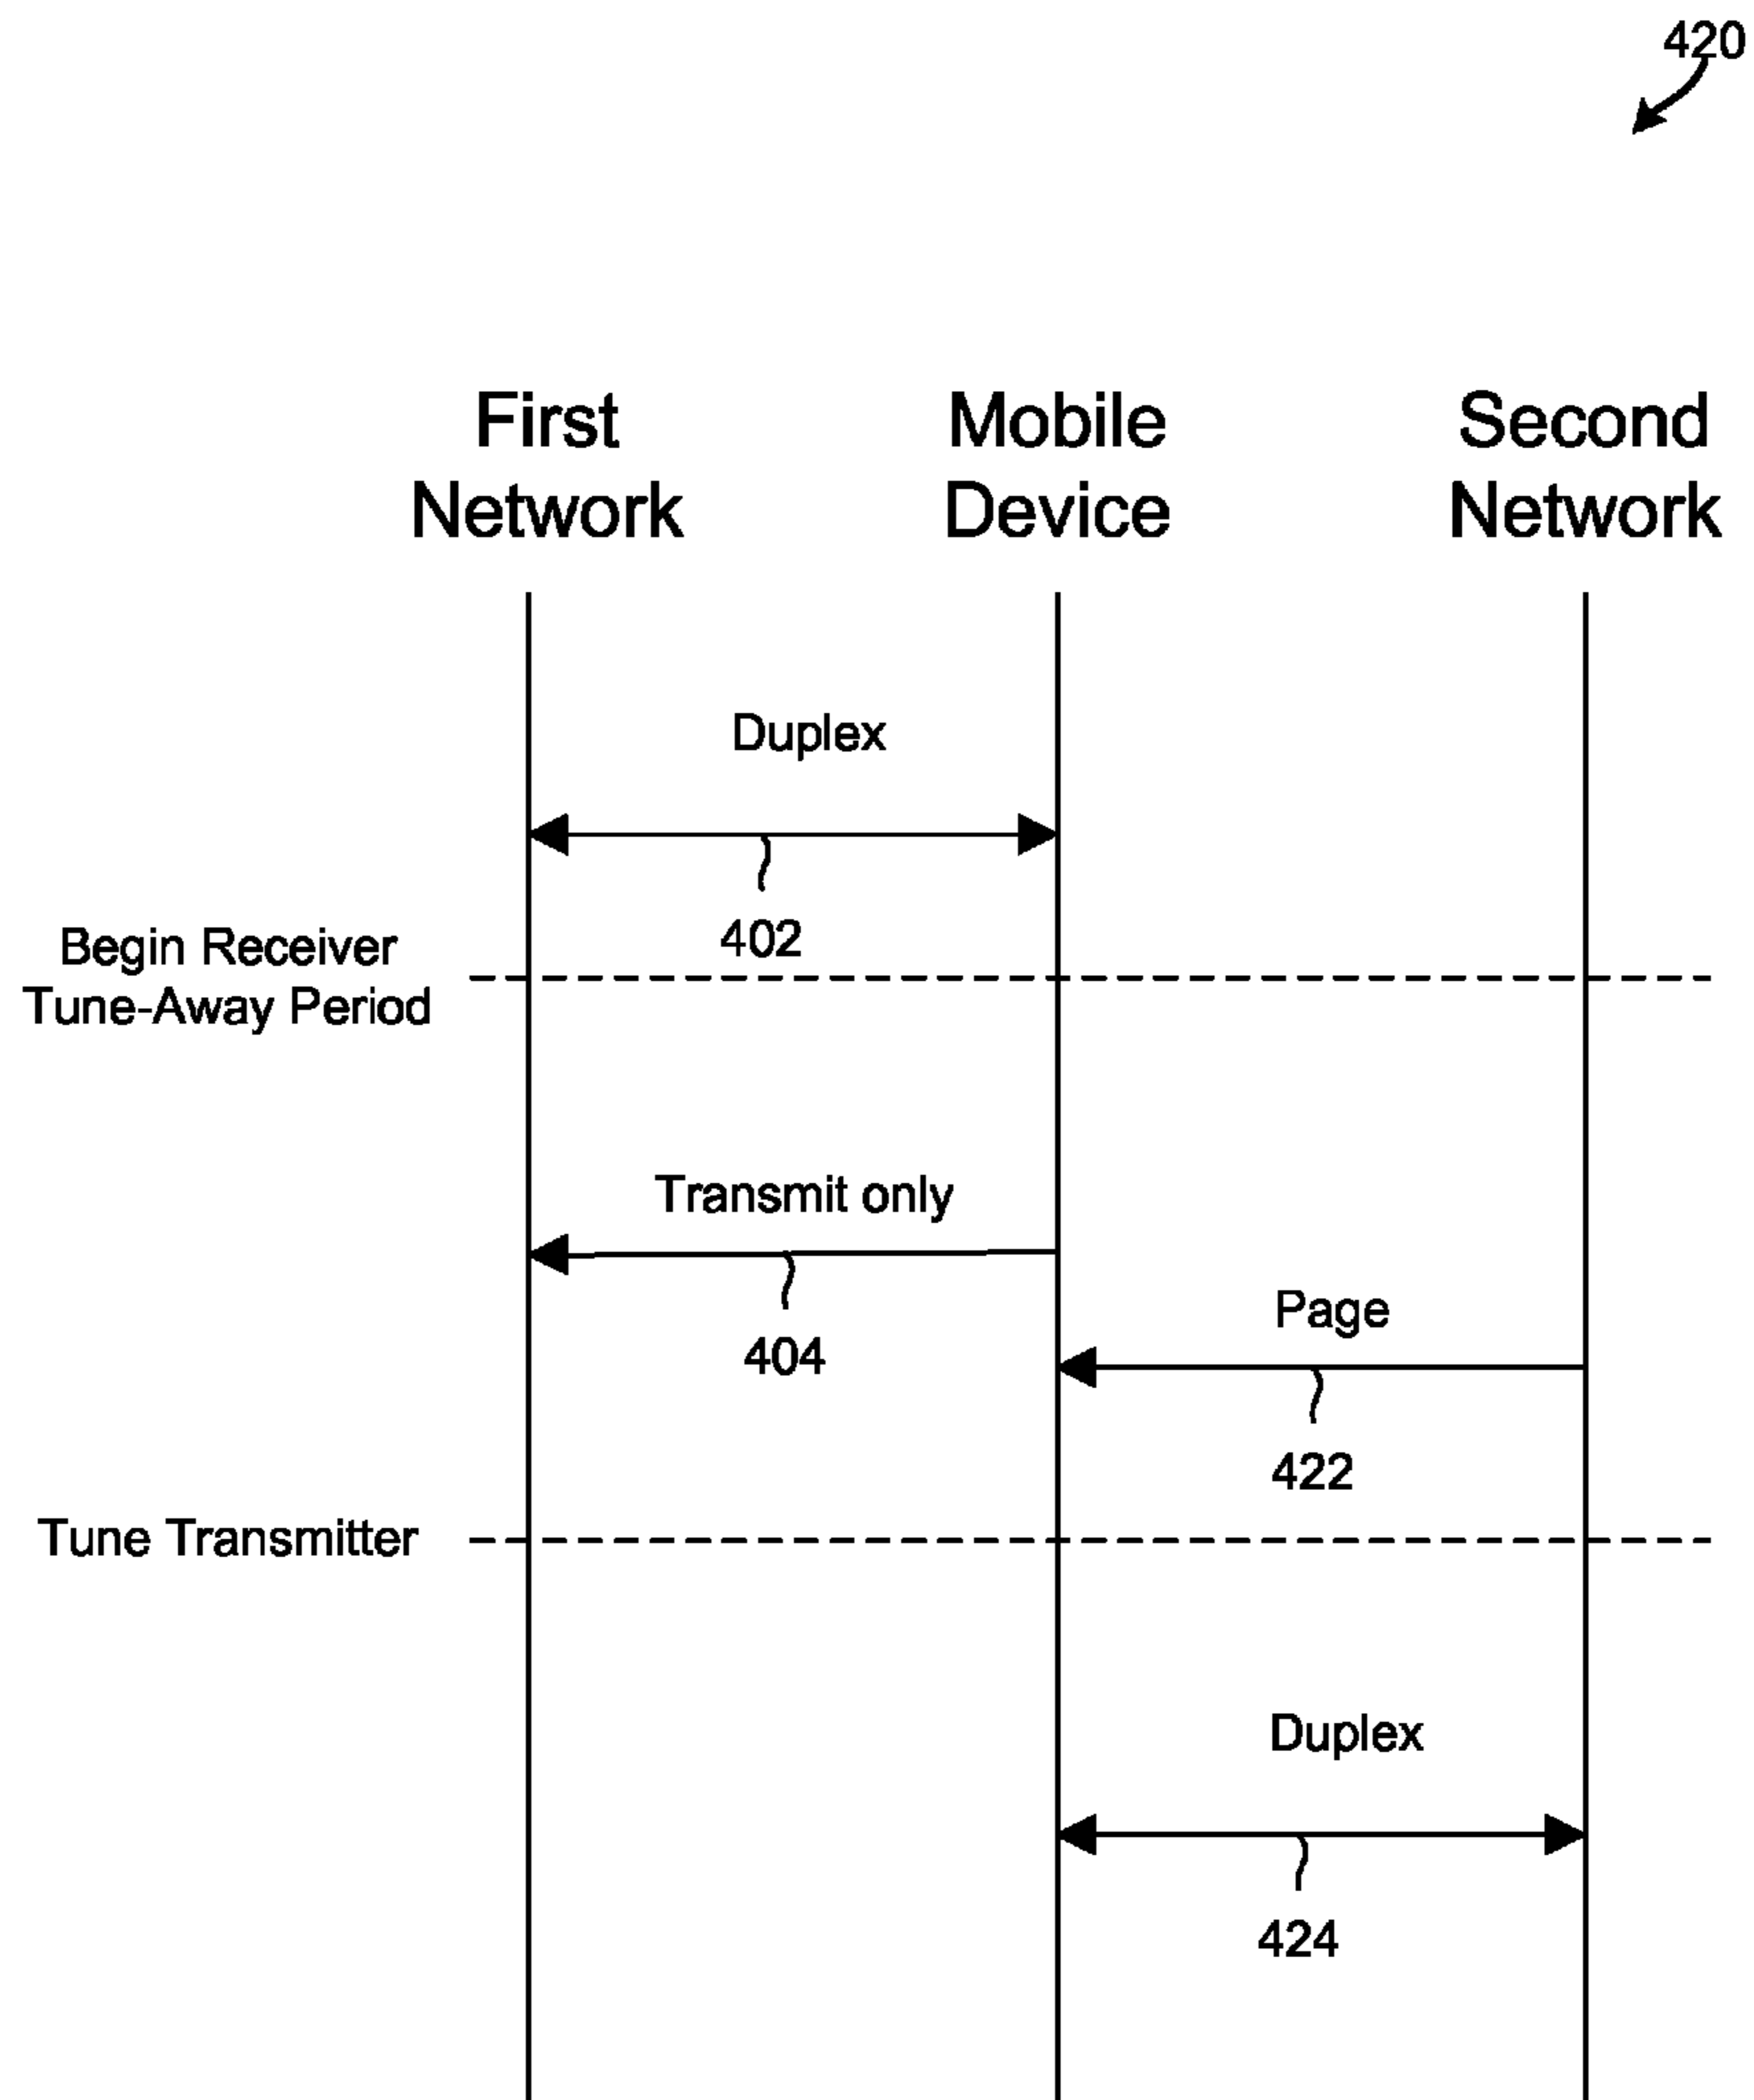 420
First
Network
Mobile
Device
Second
Network
Duplex
402
Begin Receiver
Tune-Away Period
Transmit only
404
Page
422
Tune Transmitter
Duplex
424